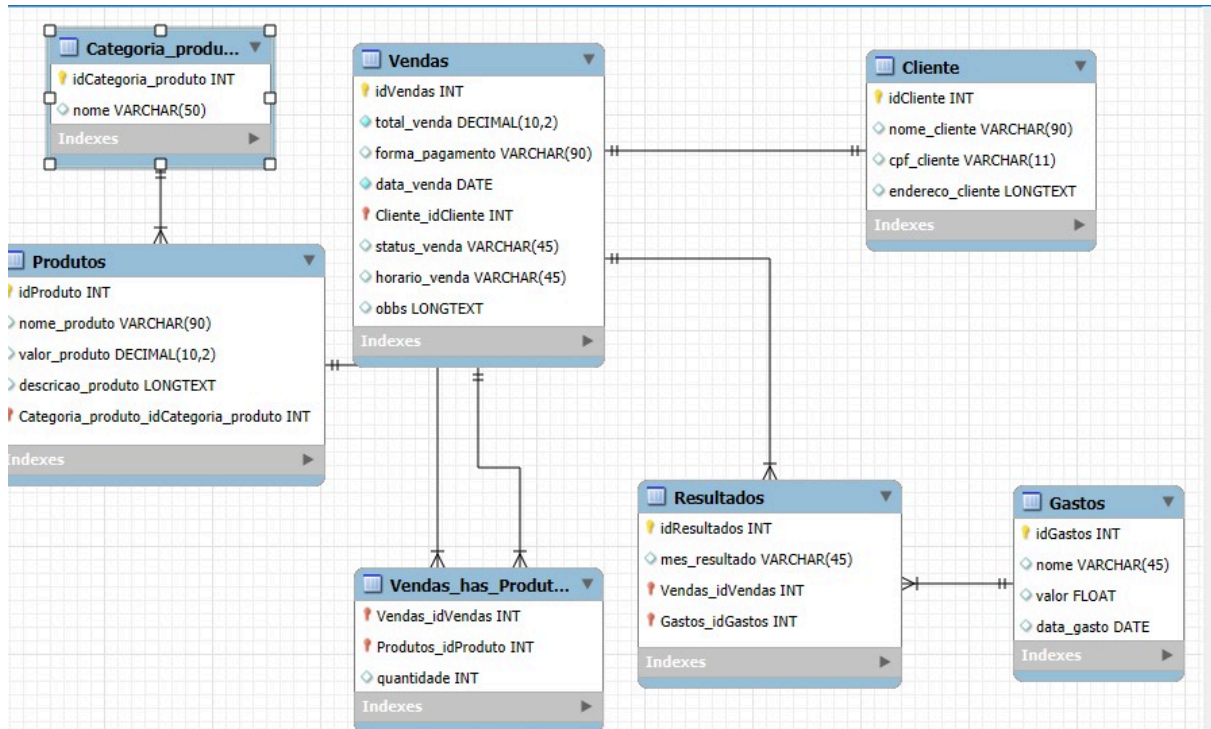 Categoria_produ...
idCategoria_produto INT
nome VARCHAR(50)
Indexes
Vendas
idVendas INT
total_venda DECIMAL(10,2)
forma_pagamento VARCHAR(90)
data_venda DATE
Cliente_idCliente INT
status_venda VARCHAR(45)
horario_venda VARCHAR(45)
obbs LONGTEXT
Indexes
Cliente
idCliente INT
nome_cliente VARCHAR(90)
cpf_cliente VARCHAR(11)
endereco_cliente LONGTEXT
Indexes
Produtos
idProduto INT
nome_produto VARCHAR(90)
valor_produto DECIMAL(10,2)
descricao_produto LONGTEXT
Categoria_produto_idCategoria_produto INT
Indexes
Vendas_has_Produt...
Vendas_idVendas INT
Produtos_idProduto INT
quantidade INT
Indexes
Resultados
idResultados INT
mes_resultado VARCHAR(45)
Vendas_idVendas INT
Gastos_idGastos INT
Indexes
Gastos
idGastos INT
nome VARCHAR(45)
valor FLOAT
data_gasto DATE
Indexes